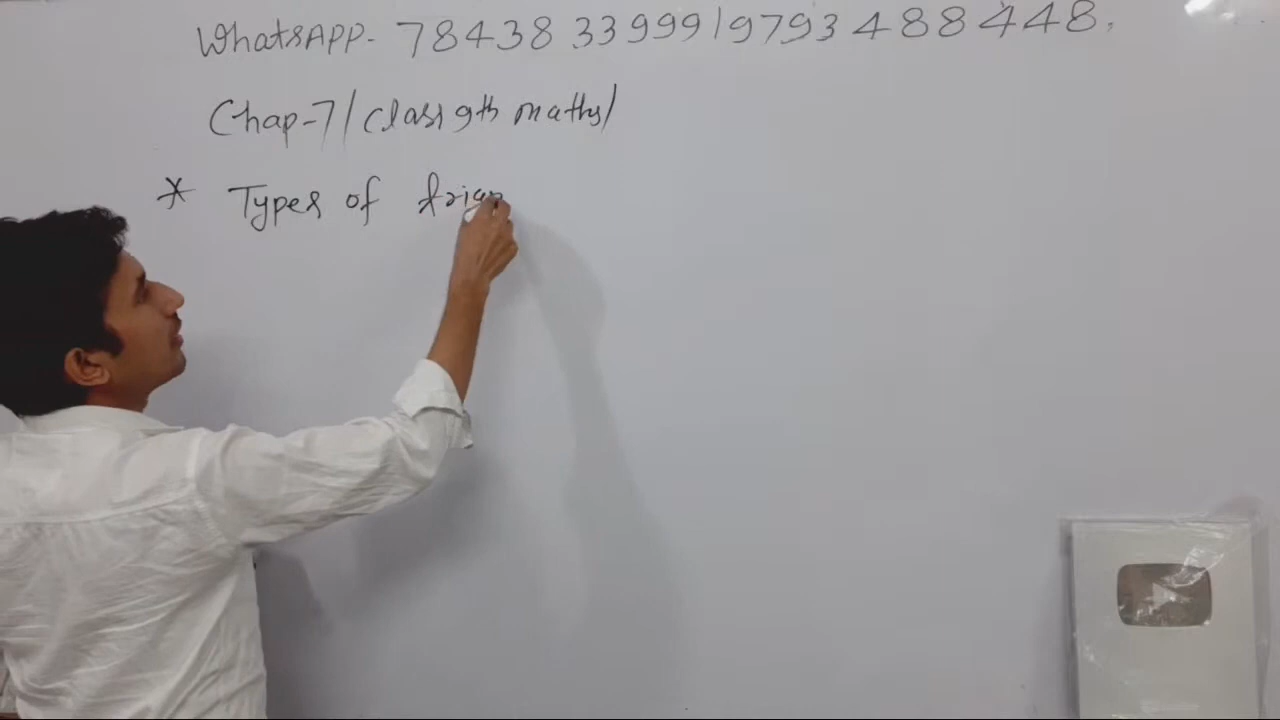 WhatsAPP- 78438 33999/9793 488448,
Chap-7/Class 9th maths/
* Types of trian